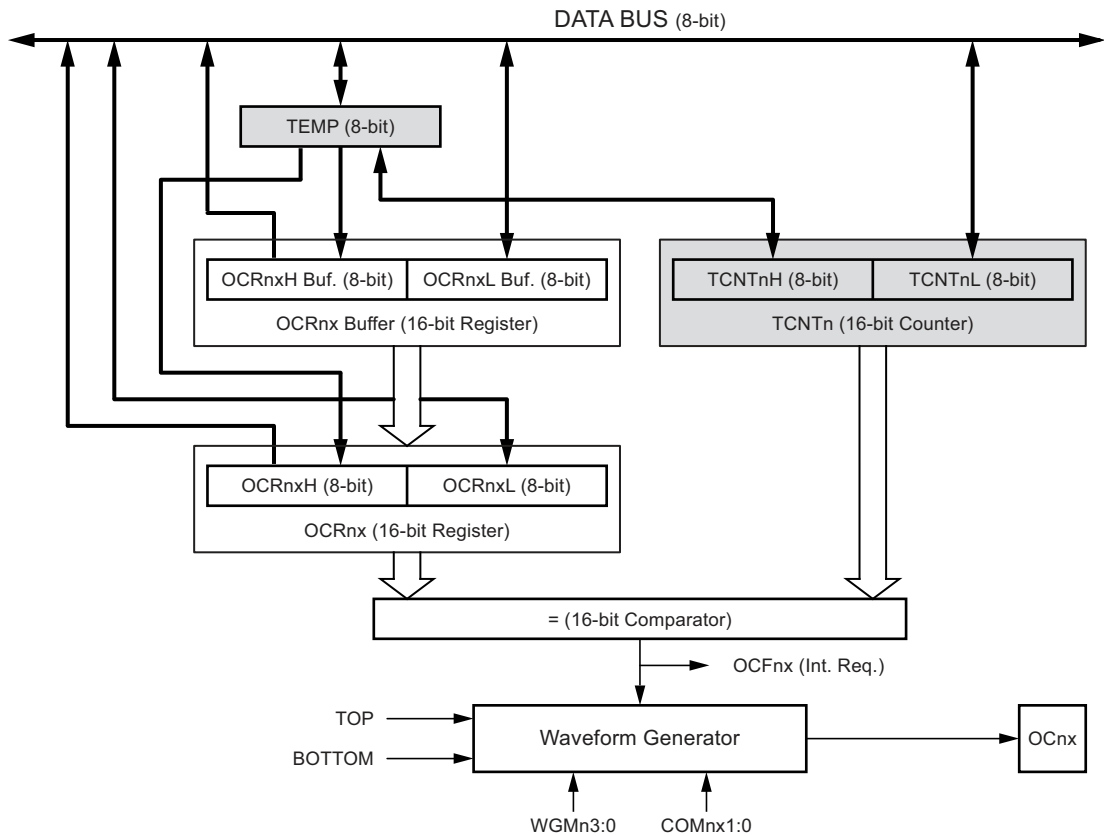 DATA BUS (8-bit)
TEMP (8-bit)
OCRnxH Buf. (8-bit)
OCRnxL Buf. (8-bit)
TCNTnH (8-bit)
TCNTnL (8-bit)
OCRnx Buffer (16-bit Register)
TCNTn (16-bit Counter)
OCRnxH (8-bit)
OCRnxL (8-bit)
OCRnx (16-bit Register)
= (16-bit Comparator)
OCFnx (Int. Req.)
TOP
BOTTOM
Waveform Generator
OCnx
WGMn3:0
COMnx1:0